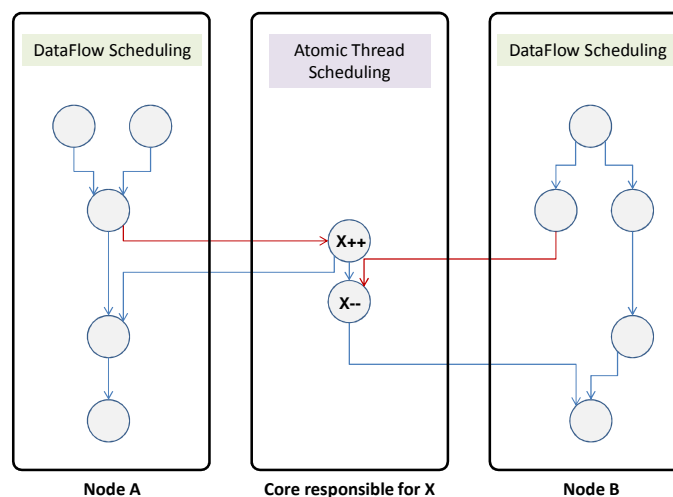 DataFlow Scheduling
Atomic Thread
Scheduling
DataFlow Scheduling
X++
X--
Node A
Core responsible for X
Node B